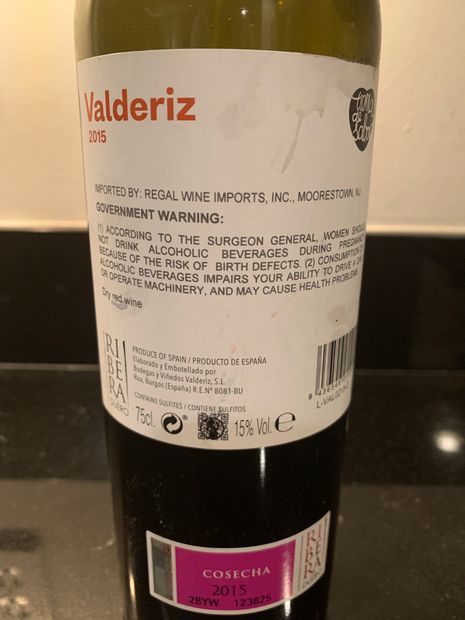 Valderiz
2015
IMPORTED BY: REGAL WINE IMPORTS, INC., MOORESTOWN, NJ
GOVERNMENT WARNING:
(1) ACCORDING TO THE SURGEON GENERAL, WOMEN SHOULD
NOT DRINK ALCOHOLIC BEVERAGES DURING PREGNANCY
BECAUSE OF THE RISK OF BIRTH DEFECTS. (2) CONSUMPTION OF
ALCOHOLIC BEVERAGES IMPAIRS YOUR ABILITY TO DRIVE A CAR
OR OPERATE MACHINERY, AND MAY CAUSE HEALTH PROBLEMS.
Dry red wine
RIBERA
DUERO
PRODUCE OF SPAIN / PRODUCTO DE ESPAÑA
Elaborado y Embotellado por
Bodegas y Viñedos Valderiz, S.L.
Roa, Burgos (España) R.E.Nº 8081-BU
CONTAINS SULFITES / CONTIENE SULFITOS
75cl. 15% Vol. e
COSECHA
2015
2BYW 123825
RIBERA
DUERO